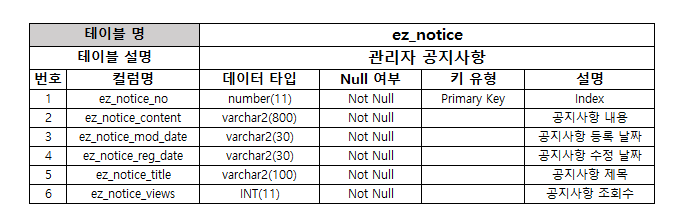 테이블 명 ez_notice
테이블 설명 관리자 공지사항
번호 컬럼명 데이터 타입 Null 여부 키 유형 설명
1 ez_notice_no number(11) Not Null Primary Key Index
2 ez_notice_content varchar2(800) Not Null 공지사항 내용
3 ez_notice_mod_date varchar2(30) Not Null 공지사항 등록 날짜
4 ez_notice_reg_date varchar2(30) Not Null 공지사항 수정 날짜
5 ez_notice_title varchar2(100) Not Null 공지사항 제목
6 ez_notice_views INT(11) Not Null 공지사항 조회수